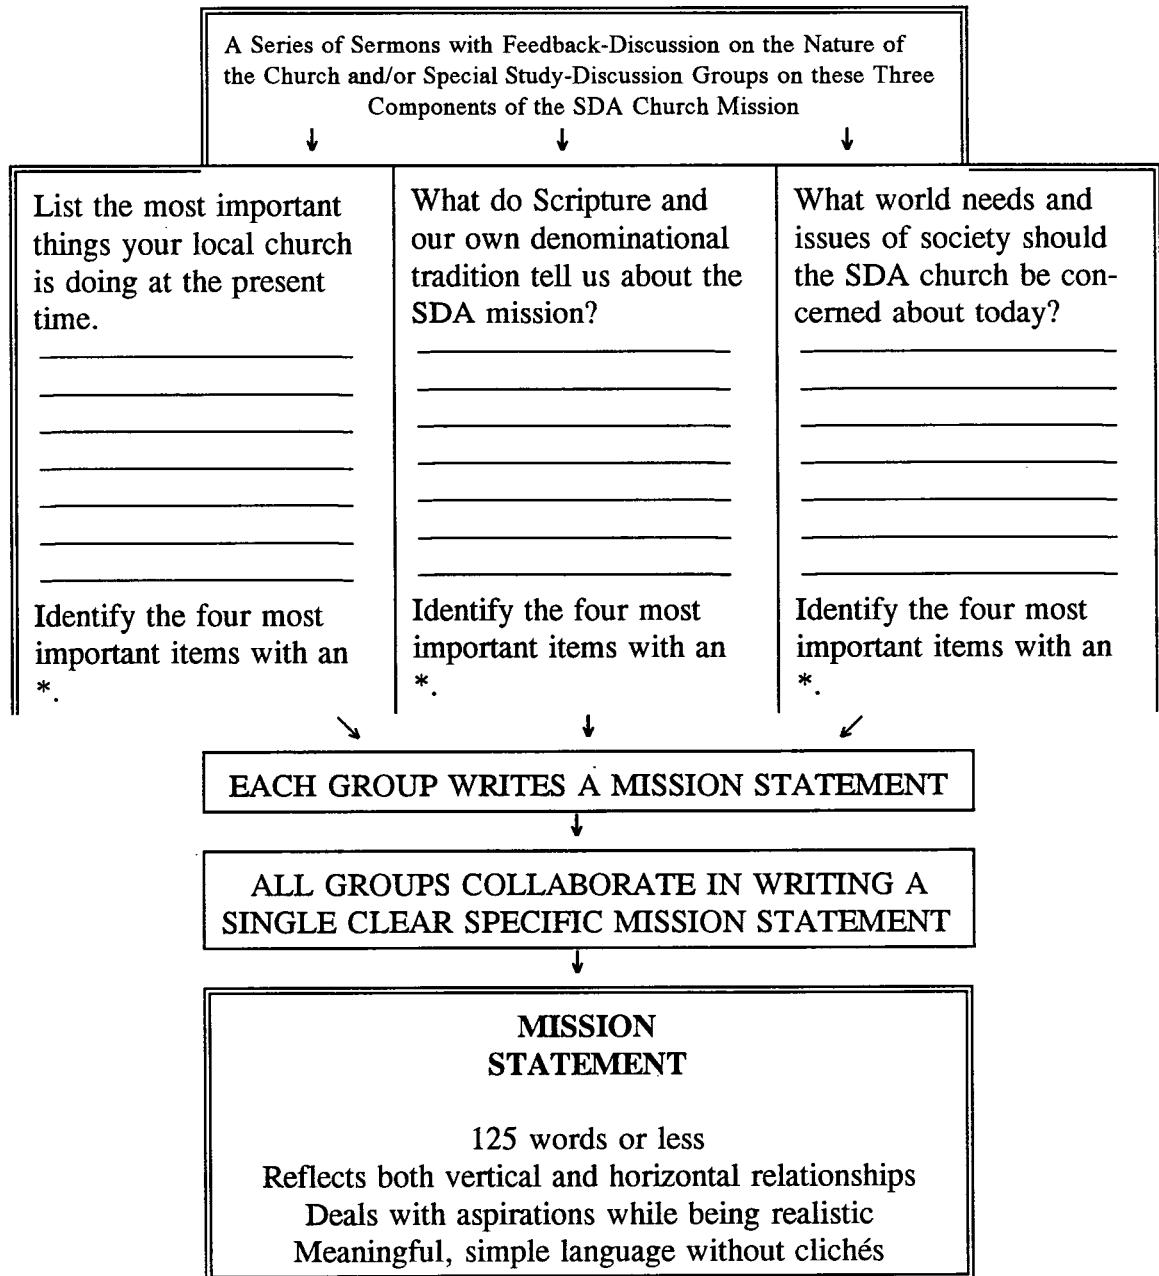 A Series of Sermons with Feedback-Discussion on the Nature of
the Church and/or Special Study-Discussion Groups on these Three
Components of the SDA Church Mission
List the most important
things your local church
is doing at the present
time.
Identify the four most
important items with an
*.
What do Scripture and
our own denominational
tradition tell us about the
SDA mission?
Identify the four most
important items with an
*.
What world needs and
issues of society should
the SDA church be con-
cerned about today?
Identify the four most
important items with an
*.
EACH GROUP WRITES A MISSION STATEMENT
ALL GROUPS COLLABORATE IN WRITING A
SINGLE CLEAR SPECIFIC MISSION STATEMENT
MISSION
STATEMENT
125 words or less
Reflects both vertical and horizontal relationships
Deals with aspirations while being realistic
Meaningful, simple language without clichés